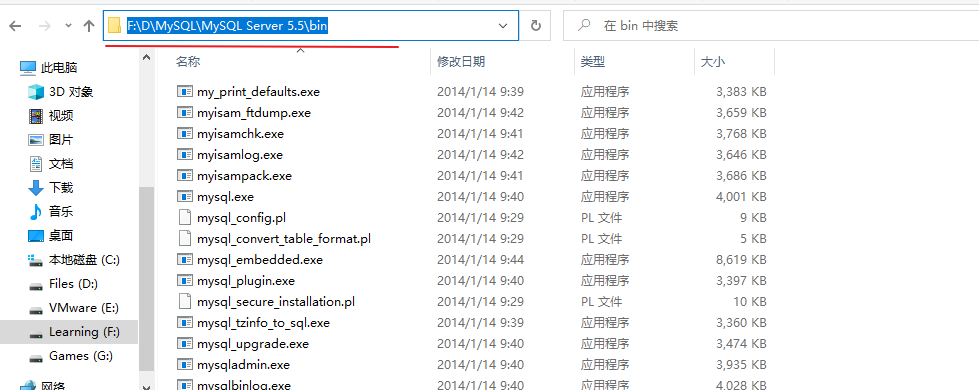 F:\D\MySQL\MySQL Server 5.5\bin
在 bin 中搜索
名称 修改日期 类型 大小
此电脑
3D 对象
视频
图片
文档
下载
音乐
桌面
本地磁盘 (C:)
Files (D:)
VMware (E:)
Learning (F:)
Games (G:)
网络
my_print_defaults.exe 2014/1/14 9:39 应用程序 3,383 KB
myisam_ftdump.exe 2014/1/14 9:42 应用程序 3,659 KB
myisamchk.exe 2014/1/14 9:41 应用程序 3,768 KB
myisamlog.exe 2014/1/14 9:42 应用程序 3,646 KB
myisampack.exe 2014/1/14 9:41 应用程序 3,686 KB
mysql.exe 2014/1/14 9:40 应用程序 4,001 KB
mysql_config.pl 2014/1/14 9:29 PL 文件 9 KB
mysql_convert_table_format.pl 2014/1/14 9:29 PL 文件 5 KB
mysql_embedded.exe 2014/1/14 9:44 应用程序 8,619 KB
mysql_plugin.exe 2014/1/14 9:40 应用程序 3,397 KB
mysql_secure_installation.pl 2014/1/14 9:29 PL 文件 10 KB
mysql_tzinfo_to_sql.exe 2014/1/14 9:39 应用程序 3,360 KB
mysql_upgrade.exe 2014/1/14 9:40 应用程序 3,474 KB
mysqladmin.exe 2014/1/14 9:40 应用程序 3,935 KB
mysqlbinlog.exe 2014/1/14 9:40 应用程序 4,028 KB